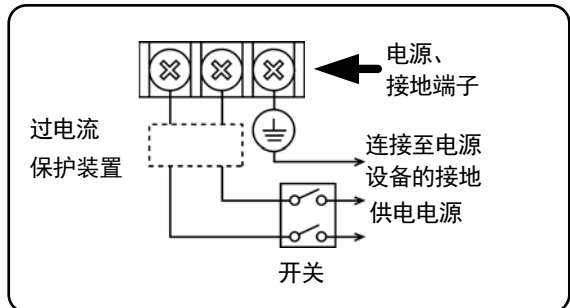 电源、
接地端子
过电流
保护装置
连接至电源
设备的接地
供电电源
开关